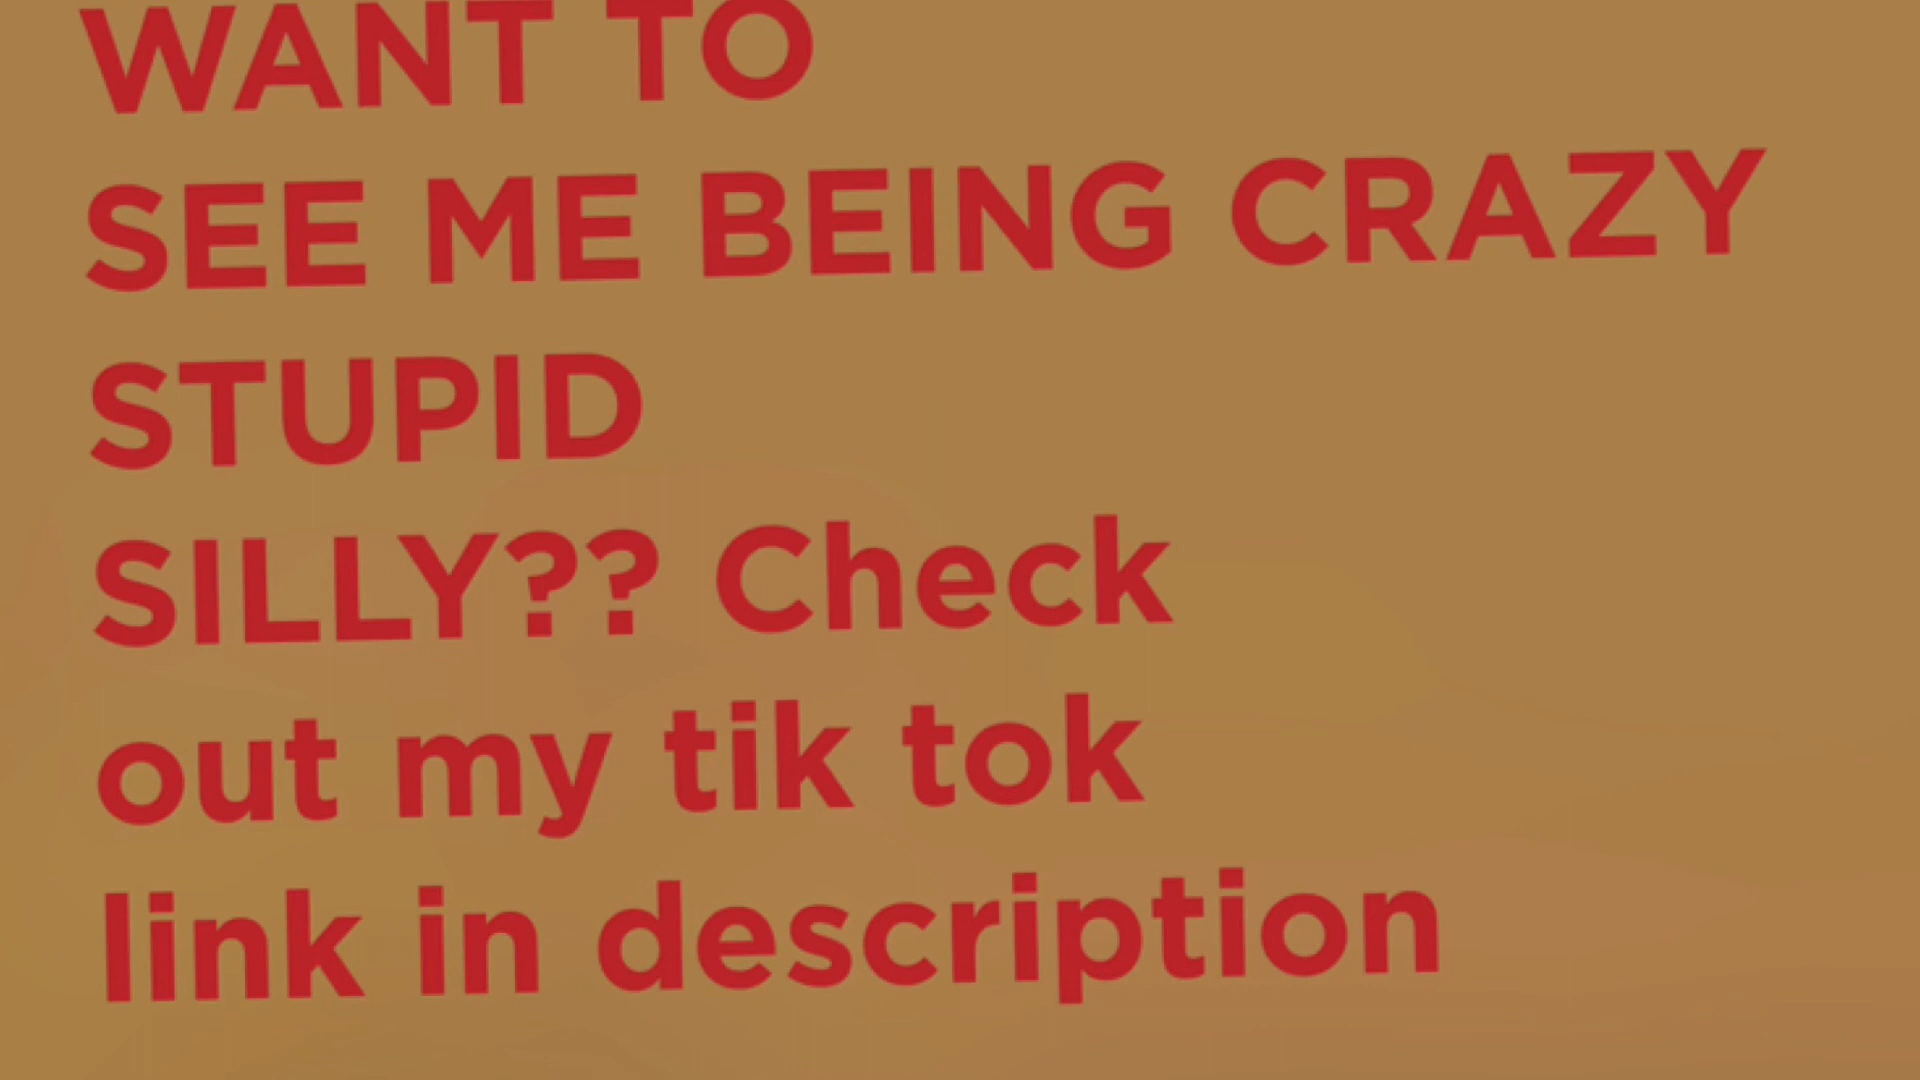 WANT TO
SEE ME BEING CRAZY
STUPID
SILLY?? Check
out my tik tok
link in description